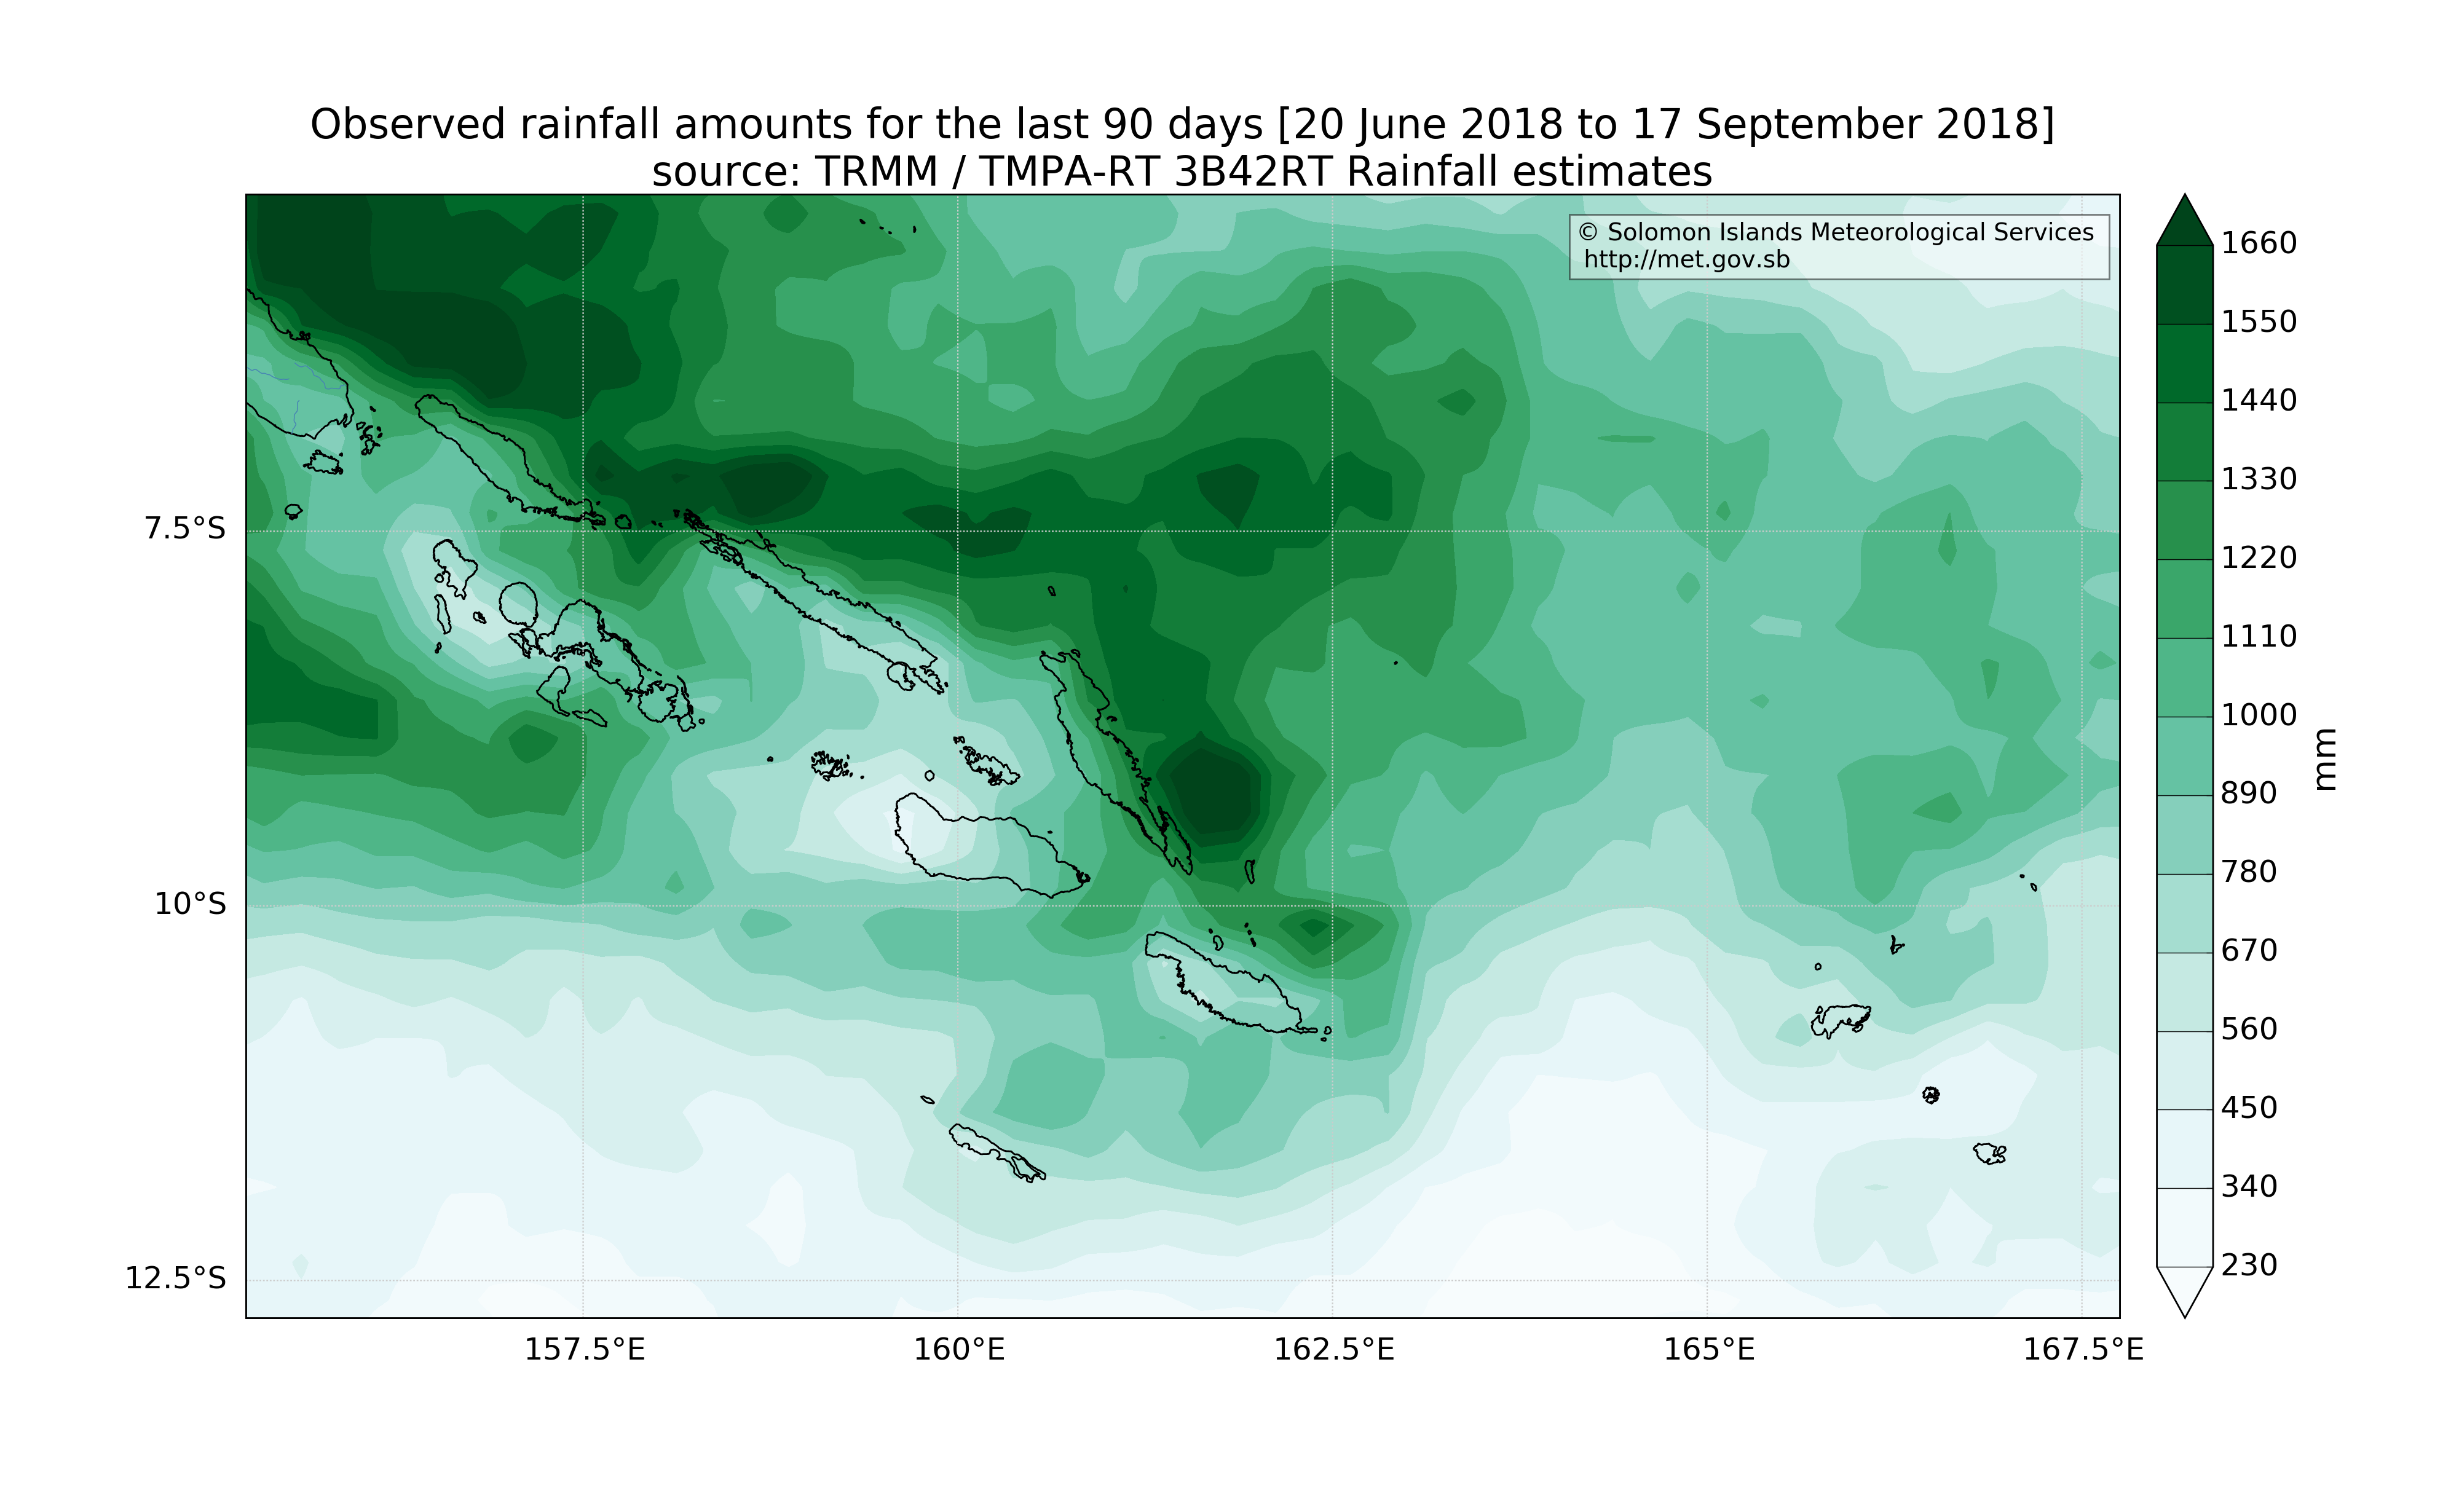 Observed rainfall amounts for the last 90 days [20 June 2018 to 17 September 2018]
source: TRMM / TMPA-RT 3B42RT Rainfall estimates
© Solomon Islands Meteorological Services
http://met.gov.sb
7.5°S
10°S
12.5°S
157.5°E
160°E
162.5°E
165°E
167.5°E
1660
1550
1440
1330
1220
1110
1000
890
780
670
560
450
340
230
mm